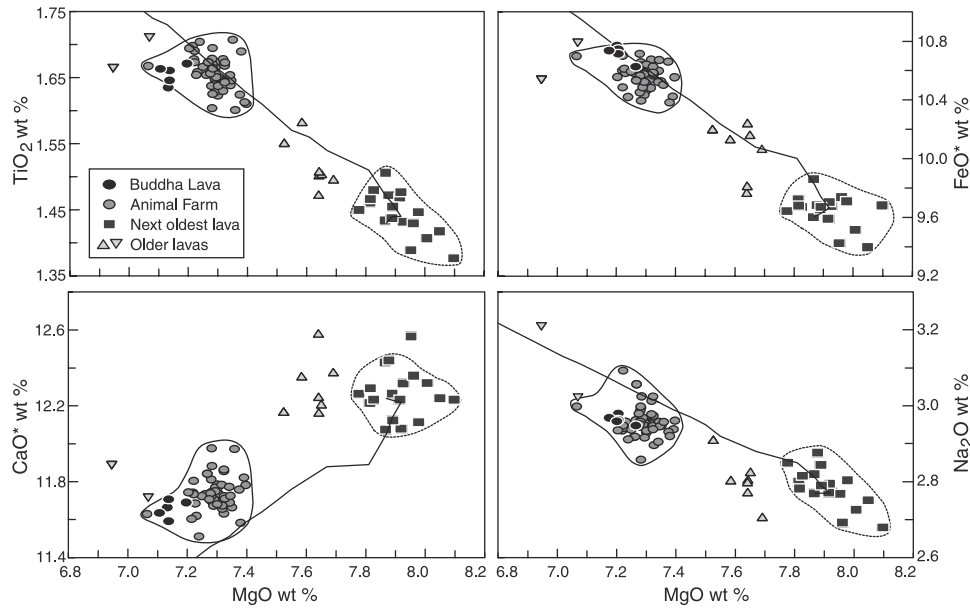 1.75
1.65
1.55
1.45
1.35
TiO2 wt %
Buddha Lava
Animal Farm
Next oldest lava
Older lavas
10.8
10.4
10.0
9.6
9.2
FeO* wt %
12.6
12.2
11.8
11.4
CaO* wt %
3.2
3.0
2.8
2.6
Na2O wt %
6.8 7.0 7.2 7.4 7.6 7.8 8.0 8.2
MgO wt %
7.0 7.2 7.4 7.6 7.8 8.0 8.2
MgO wt %